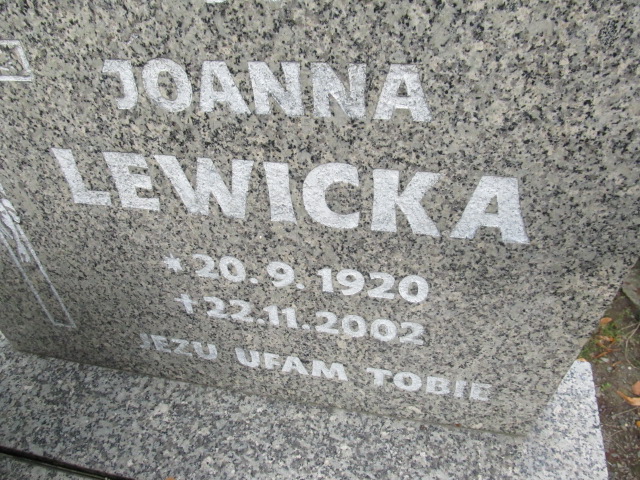 JOANNA
LEWICKA
* 20.9.1920
† 22.11.2002
JEZU UFAM TOBIE